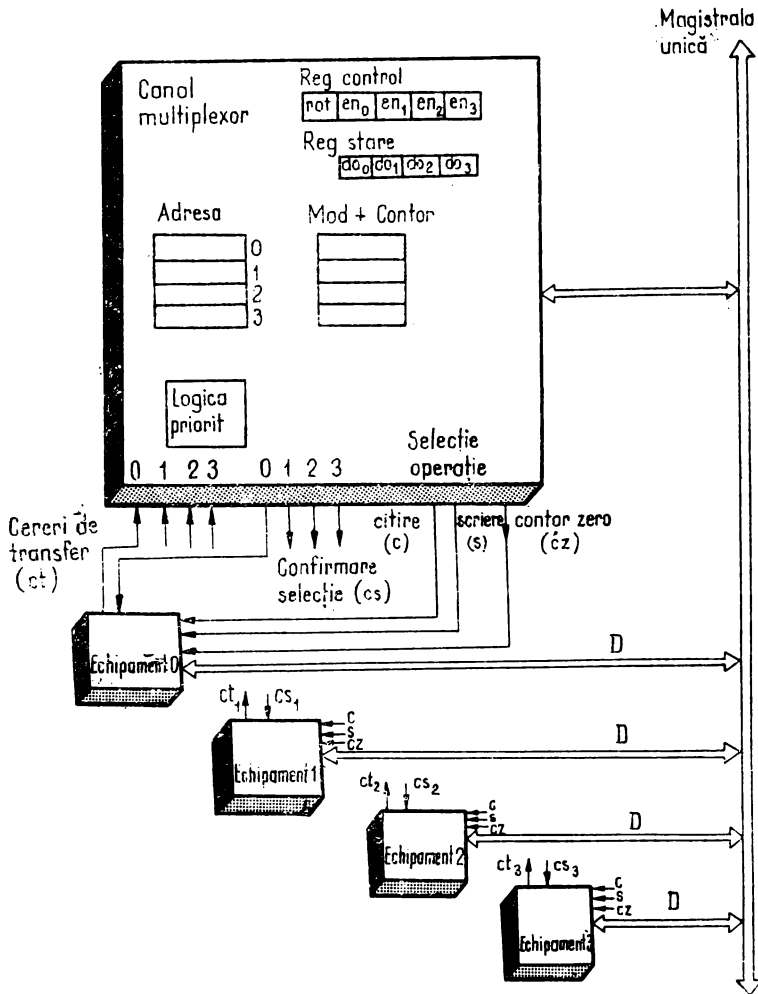 Magistrala
unică
Canal
multiplexor
Reg control
rot en₀ en₁ en₂ en₃
Reg stare
do₀ do₁ do₂ do₃
Adresa
Mod + Contor
0
1
2
3
Logica
priorit
Selecție
operație
0 1 2 3 0 1 2 3
Cereri de
transfer
(ct)
Confirmare
selecție (cs)
citire
(c)
scriere
(s)
contor zero
(cz)
Echipament 0
D
ct₁ cs₁
c
s
cz
Echipament 1
D
ct₂ cs₂
c
s
cz
Echipament 2
D
ct₃ cs₃
c
s
cz
Echipament 3
D